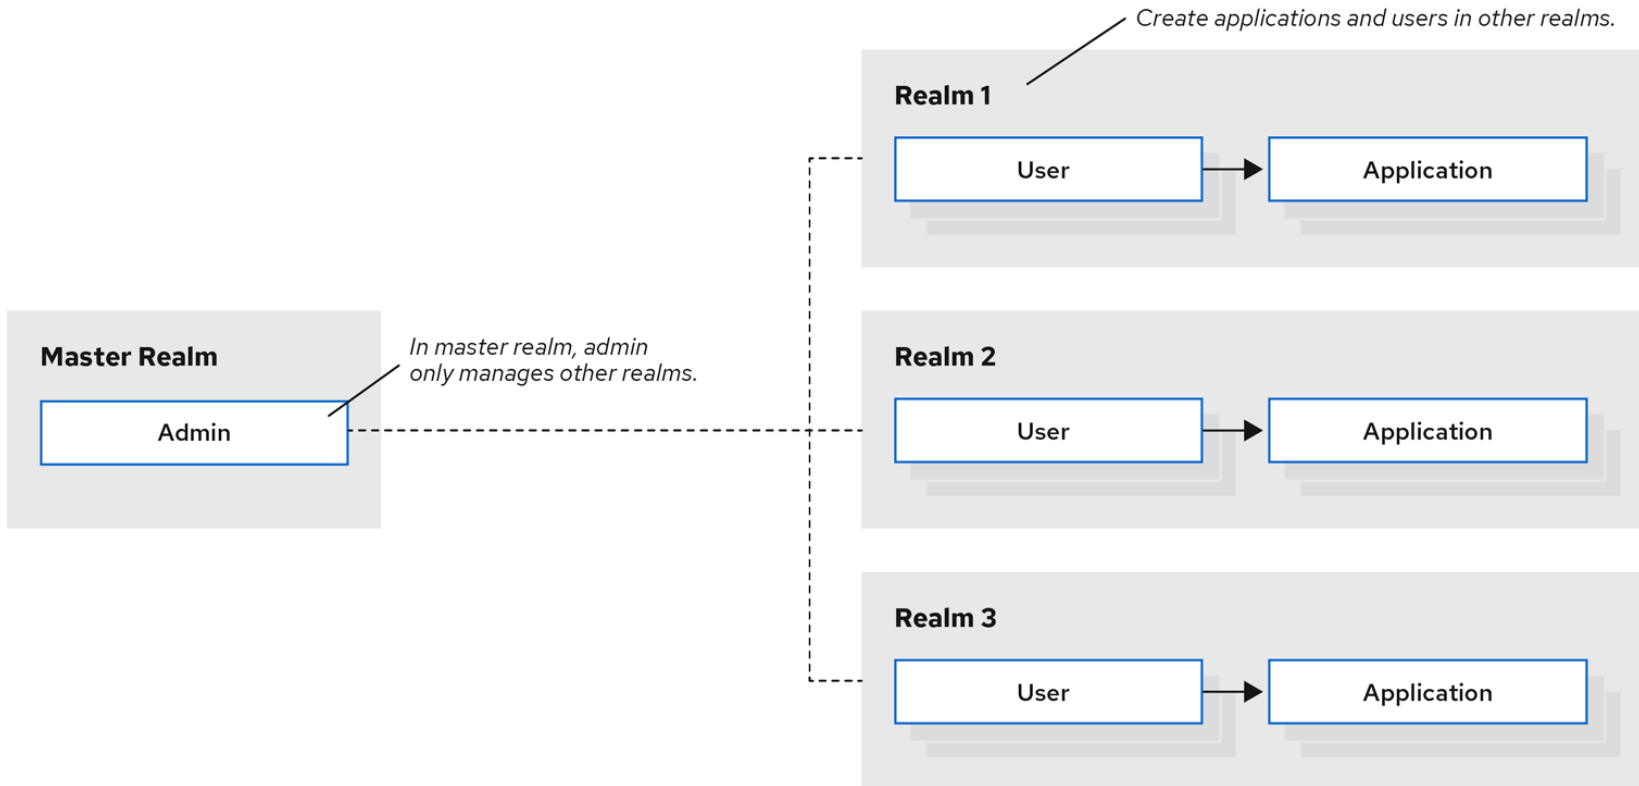 Create applications and users in other realms.
Realm 1
User
Application
Master Realm
In master realm, admin
only manages other realms.
Admin
Realm 2
User
Application
Realm 3
User
Application